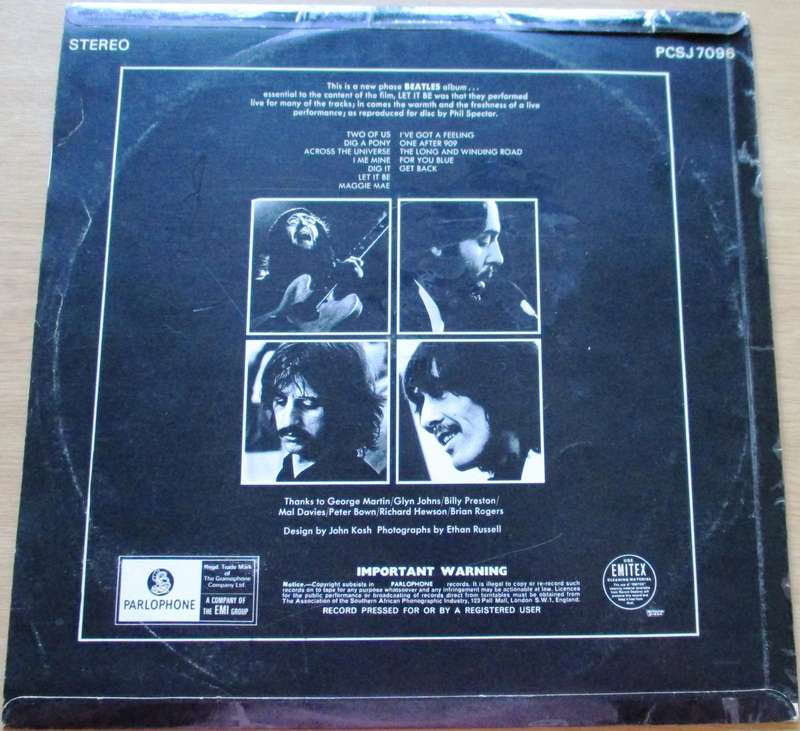 STEREO
PCSJ 7096
This is a new phase BEATLES album...
essential to the content of the film, LET IT BE was that they performed
live for many of the tracks; in comes the warmth and the freshness of a live
performance; as reproduced for disc by Phil Spector.
TWO OF US
DIG A PONY
ACROSS THE UNIVERSE
I ME MINE
DIG IT
LET IT BE
MAGGIE MAE
I'VE GOT A FEELING
ONE AFTER 909
THE LONG AND WINDING ROAD
FOR YOU BLUE
GET BACK
Thanks to George Martin/Glyn Johns/Billy Preston/
Mal Davies/Peter Bown/Richard Hewson/Brian Rogers
Design by John Kosh Photographs by Ethan Russell
PARLOPHONE
Regd. Trade Mark
of
The Gramophone
Company Ltd.
A COMPANY OF
THE EMI GROUP
IMPORTANT WARNING
Notice.—Copyright subsists in PARLOPHONE records. It is illegal to copy or re-record such
records on to tape for any purpose whatsoever and any infringement may be actionable at law. Licences
for the public performance or broadcasting of records direct from turntables must be obtained from
The Association of the Southern African Phonographic Industry, 123 Pall Mall, London S.W.1, England.
RECORD PRESSED FOR OR BY A REGISTERED USER
USE
EMITEX
CLEANING MATERIAL